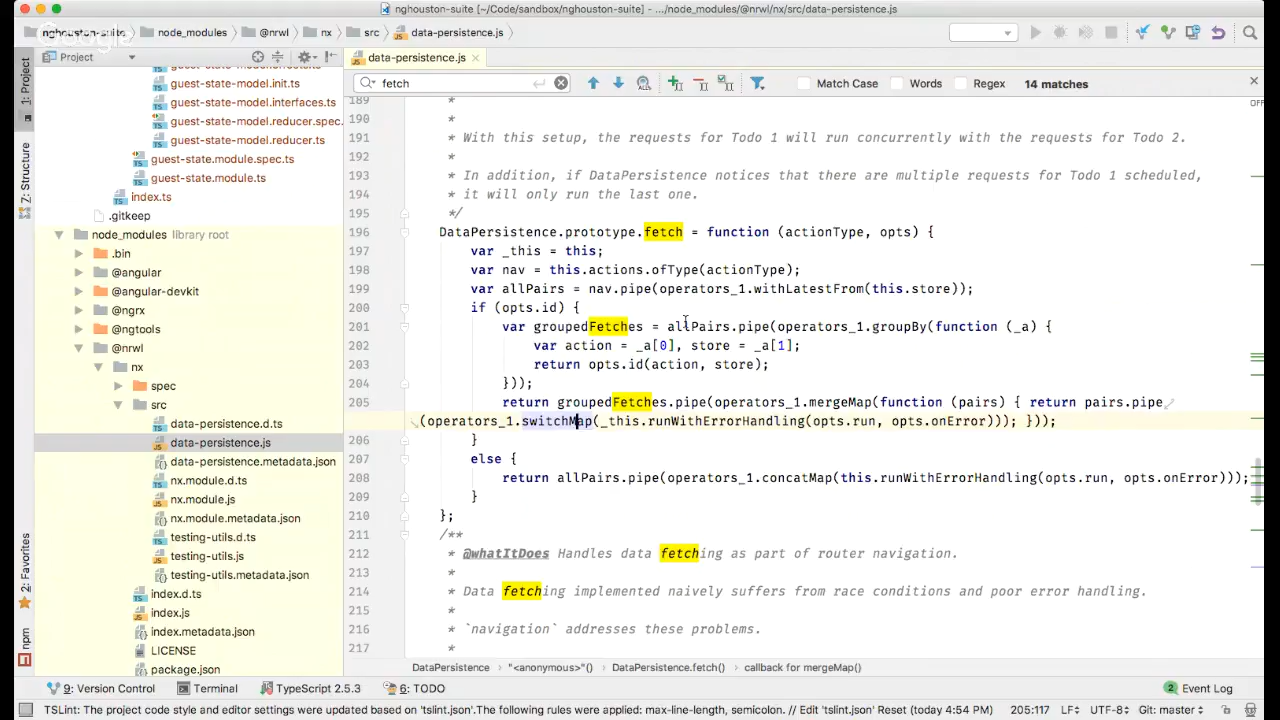 nghouston-suite [~/Code/sandbox/nghouston-suite] - .../node_modules/@nrwl/nx/src/data-persistence.js
nghouston-suite node_modules @nrwl nx src data-persistence.js
Google
Project
data-persistence.js
fetch
Match Case
Words
Regex
14 matches
OFF
1: Project
Z: Structure
2: Favorites
npm
guest-state-model.init.ts
guest-state-model.interfaces.ts
guest-state-model.reducer.spec.
guest-state-model.reducer.ts
guest-state.module.spec.ts
guest-state.module.ts
index.ts
.gitkeep
node_modules library root
.bin
@angular
@angular-devkit
@ngrx
@ngtools
@nrwl
nx
spec
src
data-persistence.d.ts
data-persistence.js
data-persistence.metadata.json
nx.module.d.ts
nx.module.js
nx.module.metadata.json
testing-utils.d.ts
testing-utils.js
testing-utils.metadata.json
index.d.ts
index.js
index.metadata.json
LICENSE
package.json
189 *
190 *
191 * With this setup, the requests for Todo 1 will run concurrently with the requests for Todo 2.
192 *
193 * In addition, if DataPersistence notices that there are multiple requests for Todo 1 scheduled,
194 * it will only run the last one.
195 */
196 DataPersistence.prototype.fetch = function (actionType, opts) {
197 var _this = this;
198 var nav = this.actions.ofType(actionType);
199 var allPairs = nav.pipe(operators_1.withLatestFrom(this.store));
200 if (opts.id) {
201 var groupedFetches = allPairs.pipe(operators_1.groupBy(function (_a) {
202 var action = _a[0], store = _a[1];
203 return opts.id(action, store);
204 }));
205 return groupedFetches.pipe(operators_1.mergeMap(function (pairs) { return pairs.pipe
(operators_1.switchMap(_this.runWithErrorHandling(opts.run, opts.onError))); }));
206 }
207 else {
208 return allPairs.pipe(operators_1.concatMap(this.runWithErrorHandling(opts.run, opts.onError)));
209 }
210 };
211 /**
212 * @whatItDoes Handles data fetching as part of router navigation.
213 *
214 * Data fetching implemented naively suffers from race conditions and poor error handling.
215 *
216 * `navigation` addresses these problems.
217 *
DataPersistence "<anonymous>"() DataPersistence.fetch() callback for mergeMap()
9: Version Control
Terminal
TypeScript 2.5.3
6: TODO
2 Event Log
TSLint: The project code style and editor settings were updated based on 'tslint.json'.The following rules were applied: max-line-length, semicolon. // Edit 'tslint.json' Revert (today 4:54 PM)
205:117 LF÷ UTF-8÷ Git: master÷